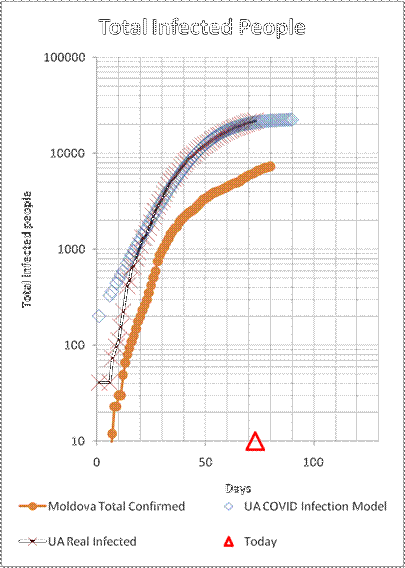 Total Infected People
100000
10000
1000
100
10
Total infected people
0 50 100
Days
Moldova Total Confirmed
UA COVID Infection Model
UA Real Infected
Today